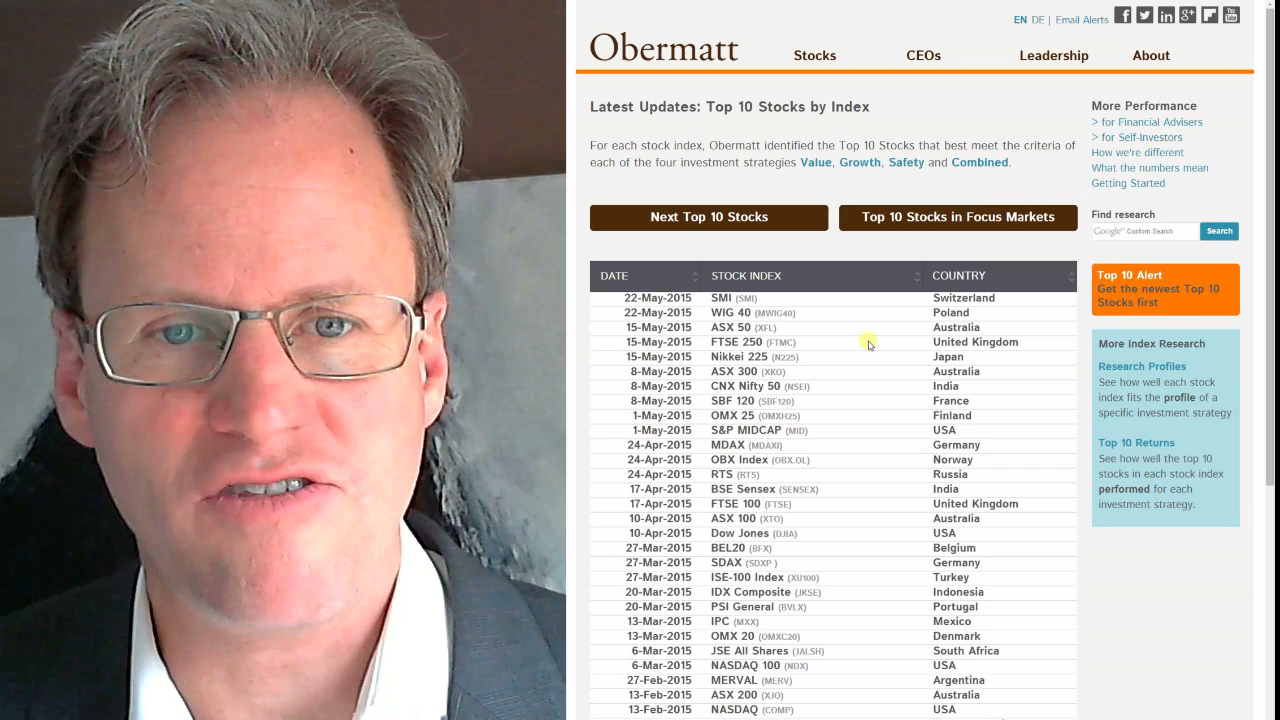 EN DE | Email Alerts
Obermatt
Stocks CEOs Leadership About
Latest Updates: Top 10 Stocks by Index
For each stock index, Obermatt identified the Top 10 Stocks that best meet the criteria of
each of the four investment strategies Value, Growth, Safety and Combined.
Next Top 10 Stocks Top 10 Stocks in Focus Markets
DATE STOCK INDEX COUNTRY
22-May-2015 SMI (SMI) Switzerland
22-May-2015 WIG 40 (MWIG40) Poland
15-May-2015 ASX 50 (XFL) Australia
15-May-2015 FTSE 250 (FTMC) United Kingdom
15-May-2015 Nikkei 225 (N225) Japan
8-May-2015 ASX 300 (XKO) Australia
8-May-2015 CNX Nifty 50 (NSEI) India
8-May-2015 SBF 120 (SBF120) France
1-May-2015 OMX 25 (OMXH25) Finland
1-May-2015 S&P MIDCAP (MID) USA
24-Apr-2015 MDAX (MDAXI) Germany
24-Apr-2015 OBX Index (OBX.OL) Norway
24-Apr-2015 RTS (RTS) Russia
17-Apr-2015 BSE Sensex (SENSEX) India
17-Apr-2015 FTSE 100 (FTSE) United Kingdom
10-Apr-2015 ASX 100 (XTO) Australia
10-Apr-2015 Dow Jones (DJIA) USA
27-Mar-2015 BEL20 (BFX) Belgium
27-Mar-2015 SDAX (SDXP ) Germany
27-Mar-2015 ISE-100 Index (XU100) Turkey
20-Mar-2015 IDX Composite (JKSE) Indonesia
20-Mar-2015 PSI General (BVLX) Portugal
13-Mar-2015 IPC (MXX) Mexico
13-Mar-2015 OMX 20 (OMXC20) Denmark
6-Mar-2015 JSE All Shares (JALSH) South Africa
6-Mar-2015 NASDAQ 100 (NDX) USA
27-Feb-2015 MERVAL (MERV) Argentina
13-Feb-2015 ASX 200 (XJO) Australia
13-Feb-2015 NASDAQ (COMP) USA
More Performance
> for Financial Advisers
> for Self-Investors
How we're different
What the numbers mean
Getting Started
Find research
Google™ Custom Search Search
Top 10 Alert
Get the newest Top 10
Stocks first
More Index Research
Research Profiles
See how well each stock
index fits the profile of a
specific investment strategy
Top 10 Returns
See how well the top 10
stocks in each stock index
performed for each
investment strategy.